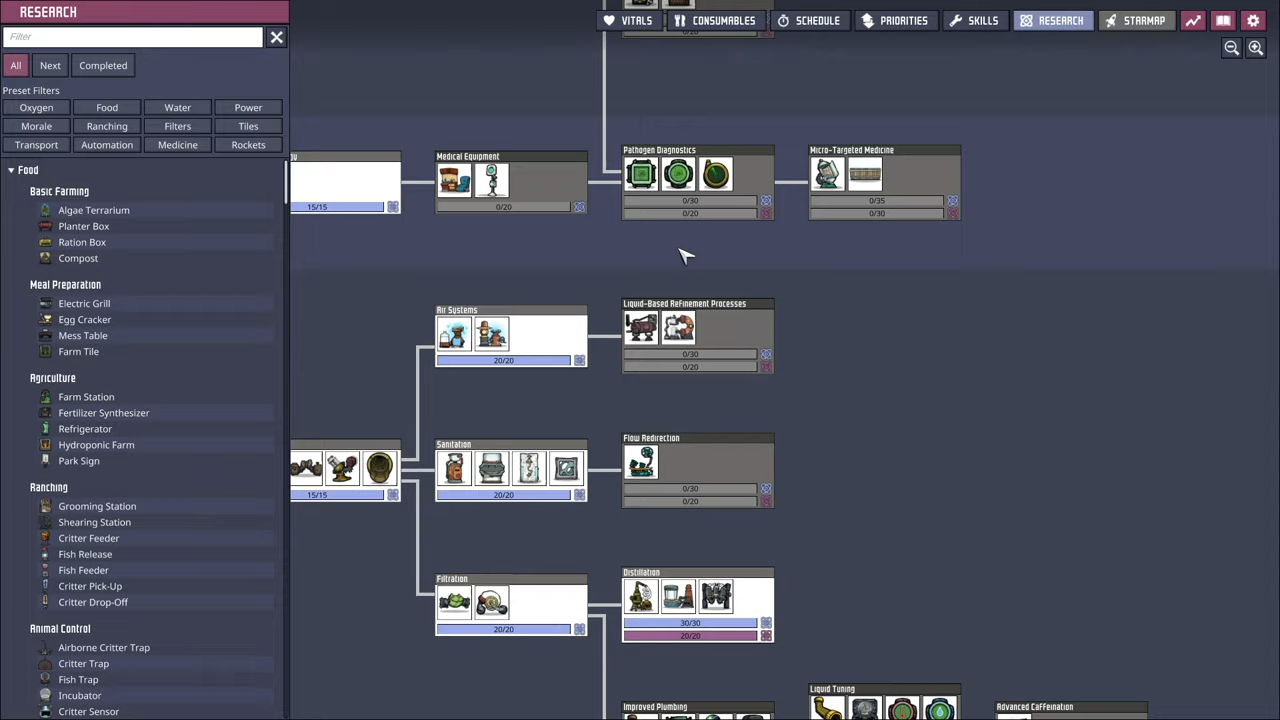 RESEARCH
VITALS
CONSUMABLES
SCHEDULE
PRIORITIES
SKILLS
RESEARCH
STARMAP
Filter
All
Next
Completed
Preset Filters
Oxygen
Food
Water
Power
Morale
Ranching
Filters
Tiles
Transport
Automation
Medicine
Rockets
Food
Basic Farming
Algae Terrarium
Planter Box
Ration Box
Compost
Meal Preparation
Electric Grill
Egg Cracker
Mess Table
Farm Tile
Agriculture
Farm Station
Fertilizer Synthesizer
Refrigerator
Hydroponic Farm
Park Sign
Ranching
Grooming Station
Shearing Station
Critter Feeder
Fish Release
Fish Feeder
Critter Pick-Up
Critter Drop-Off
Animal Control
Airborne Critter Trap
Critter Trap
Fish Trap
Incubator
Critter Sensor
15/15
Medical Equipment
0/20
Pathogen Diagnostics
0/30
0/20
Micro-Targeted Medicine
0/35
0/30
Air Systems
20/20
Liquid-Based Refinement Processes
0/30
0/20
15/15
Sanitation
20/20
Flow Redirection
0/30
0/20
Filtration
20/20
Distillation
30/30
20/20
Improved Plumbing
Liquid Tuning
Advanced Caffeination